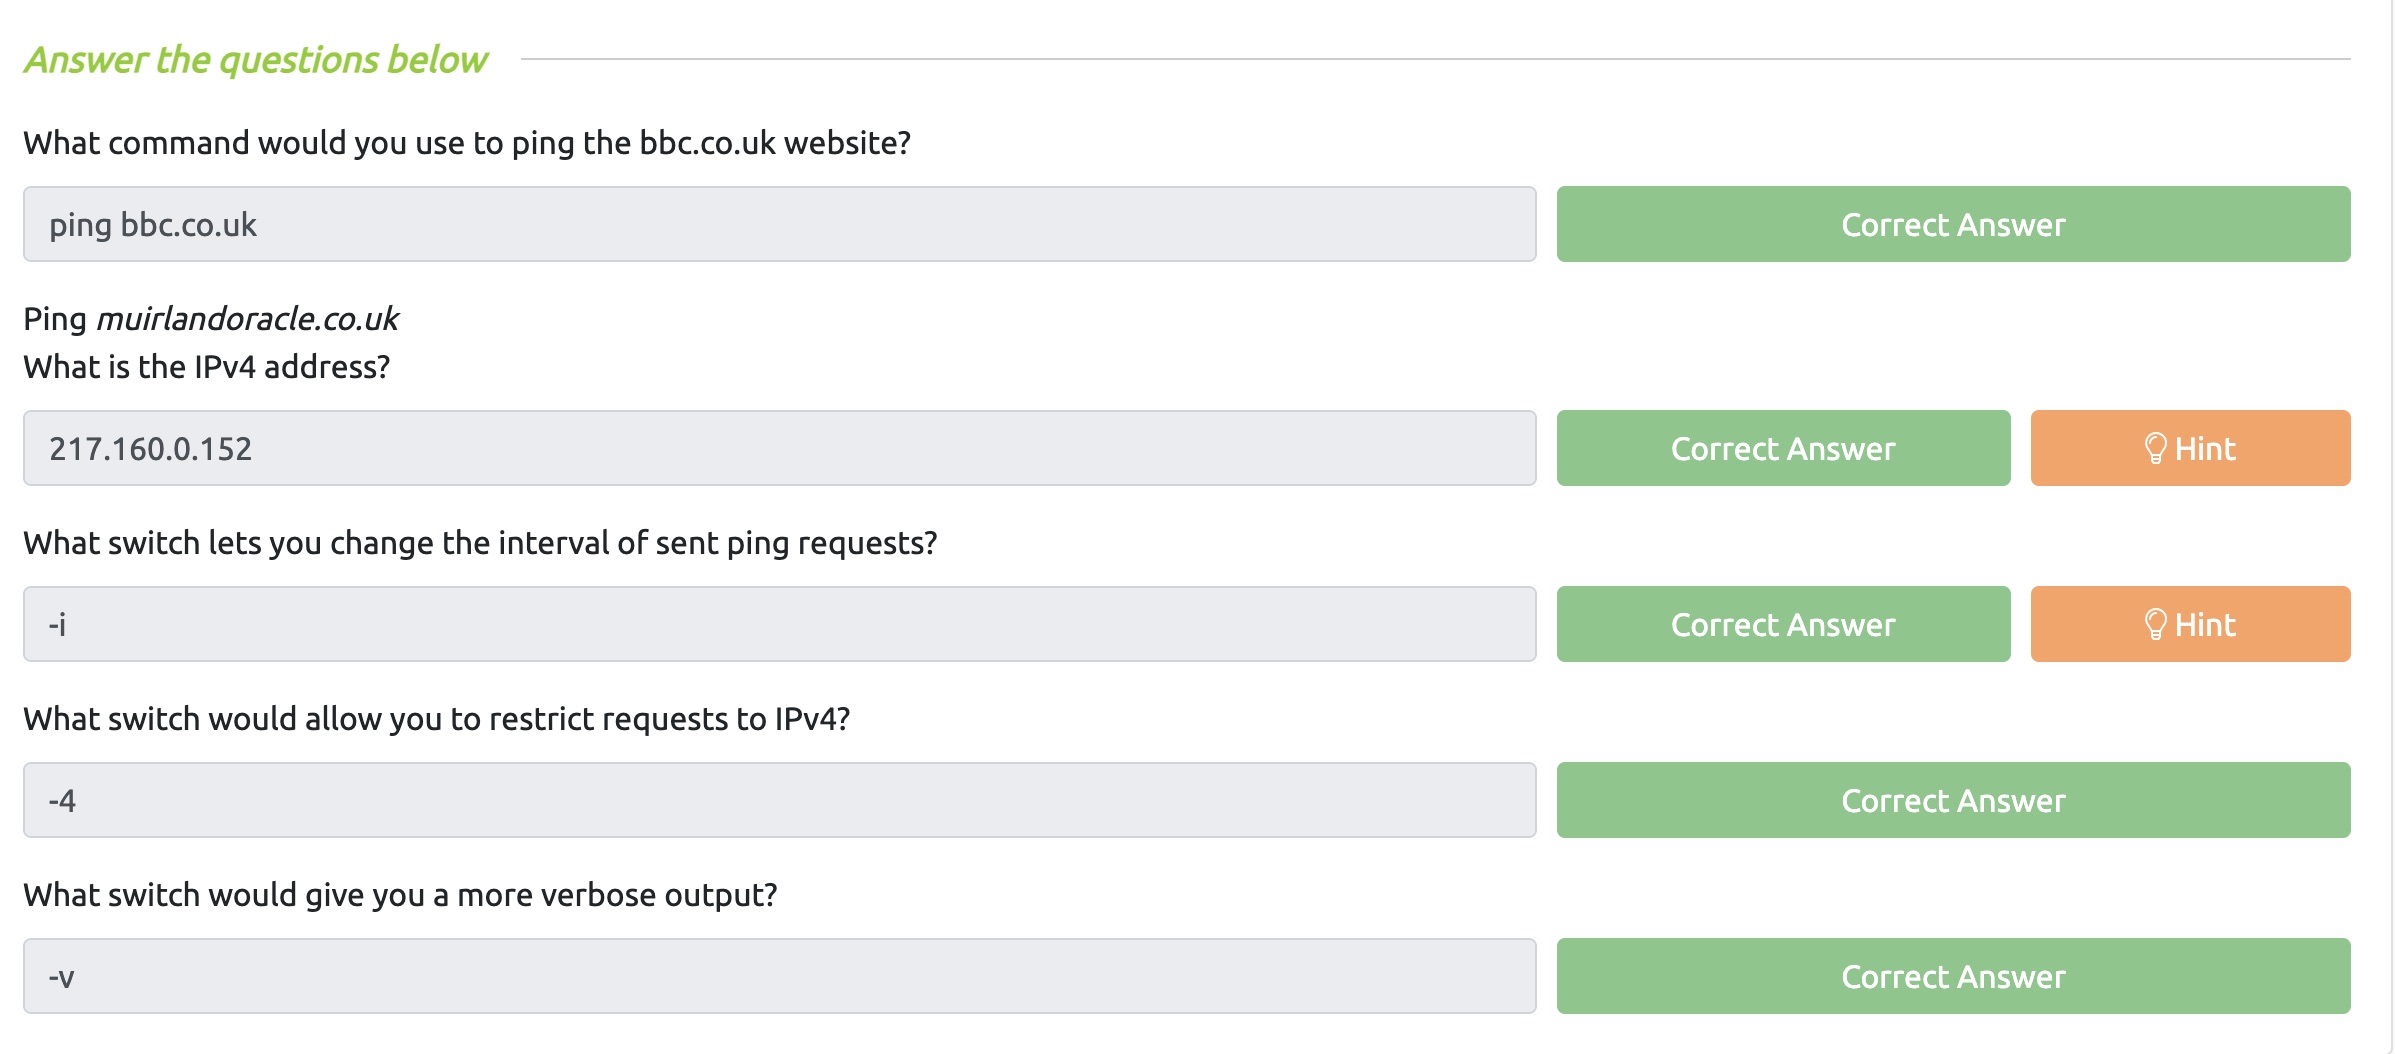 Answer the questions below
What command would you use to ping the bbc.co.uk website?
ping bbc.co.uk
Correct Answer
Ping muirlandoracle.co.uk
What is the IPv4 address?
217.160.0.152
Correct Answer
Hint
What switch lets you change the interval of sent ping requests?
-i
Correct Answer
Hint
What switch would allow you to restrict requests to IPv4?
-4
Correct Answer
What switch would give you a more verbose output?
-v
Correct Answer